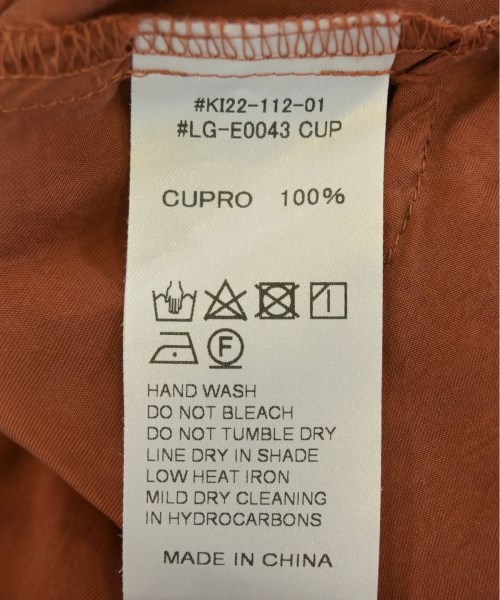 #KI22-112-01
#LG-E0043 CUP
CUPRO 100%
F
HAND WASH
DO NOT BLEACH
DO NOT TUMBLE DRY
LINE DRY IN SHADE
LOW HEAT IRON
MILD DRY CLEANING
IN HYDROCARBONS
MADE IN CHINA